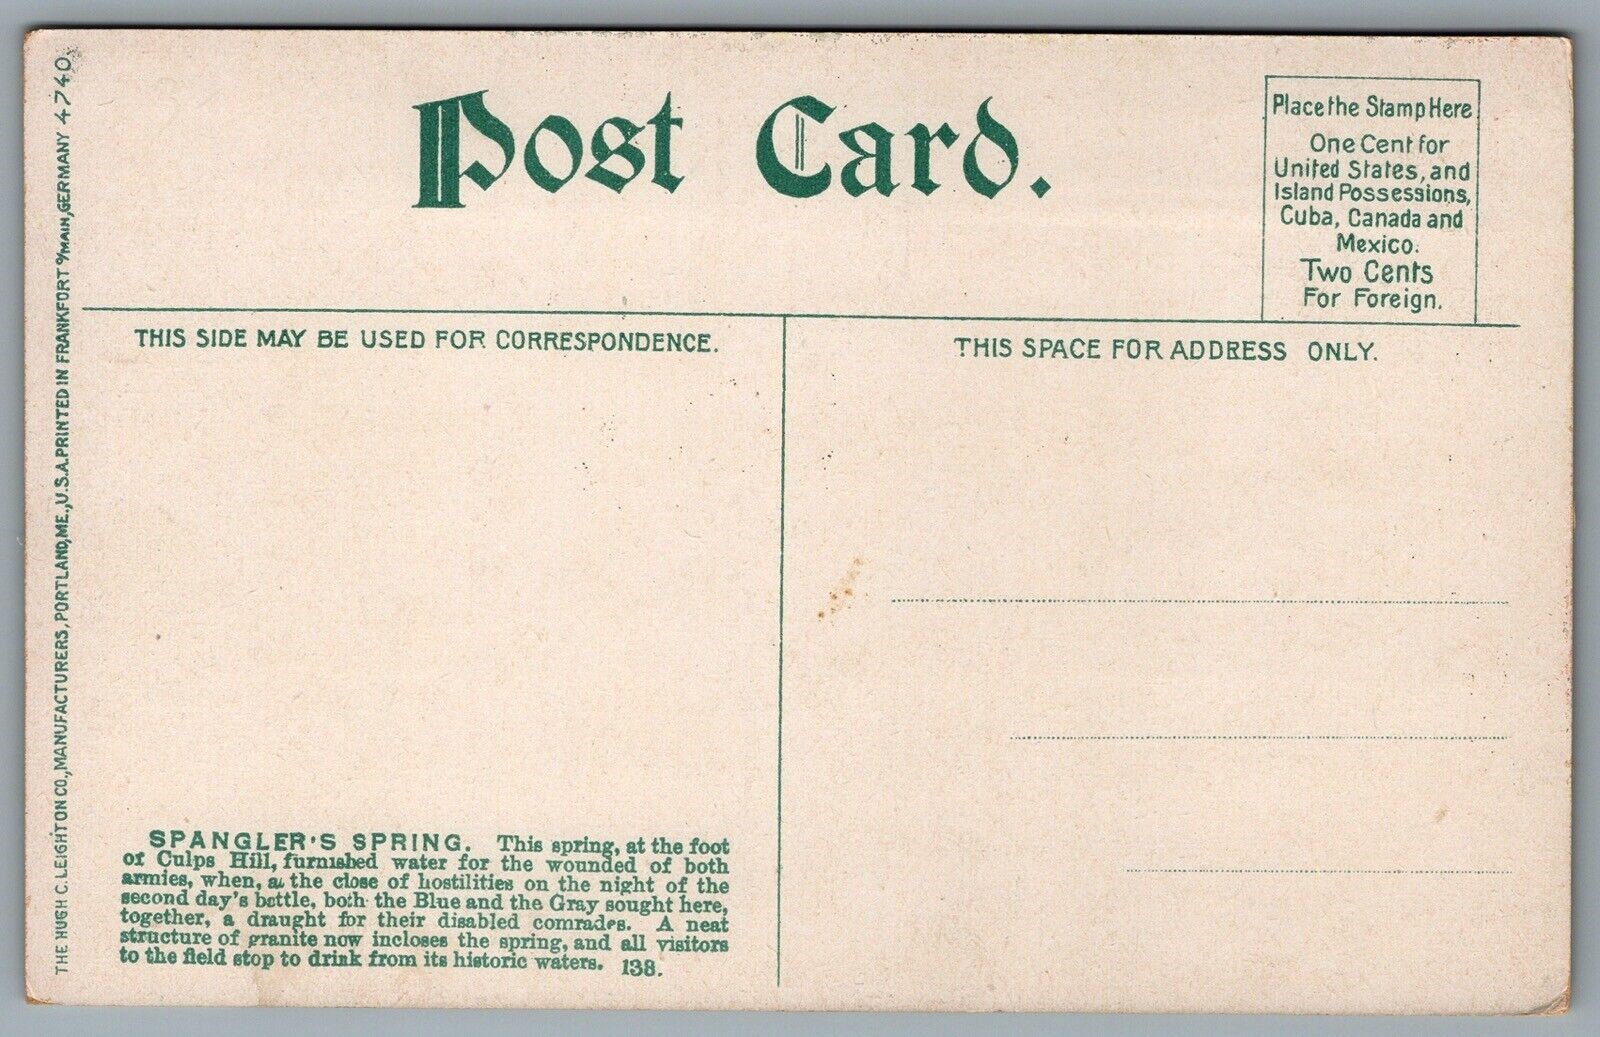 Post Card.
Place the Stamp Here
One Cent for
United States, and
Island Possessions,
Cuba, Canada and
Mexico.
Two Cents
For Foreign.
THIS SIDE MAY BE USED FOR CORRESPONDENCE.
THIS SPACE FOR ADDRESS ONLY.
SPANGLER'S SPRING. This spring, at the foot
of Culps Hill, furnished water for the wounded of both
armies, when, at the close of hostilities on the night of the
second day's battle, both the Blue and the Gray sought here,
together, a draught for their disabled comrades. A neat
structure of granite now incloses the spring, and all visitors
to the field stop to drink from its historic waters. 138.
THE HUGH C. LEIGHTON CO., MANUFACTURERS, PORTLAND, ME., U.S.A. PRINTED IN FRANKFORT o/MAIN, GERMANY 4740.